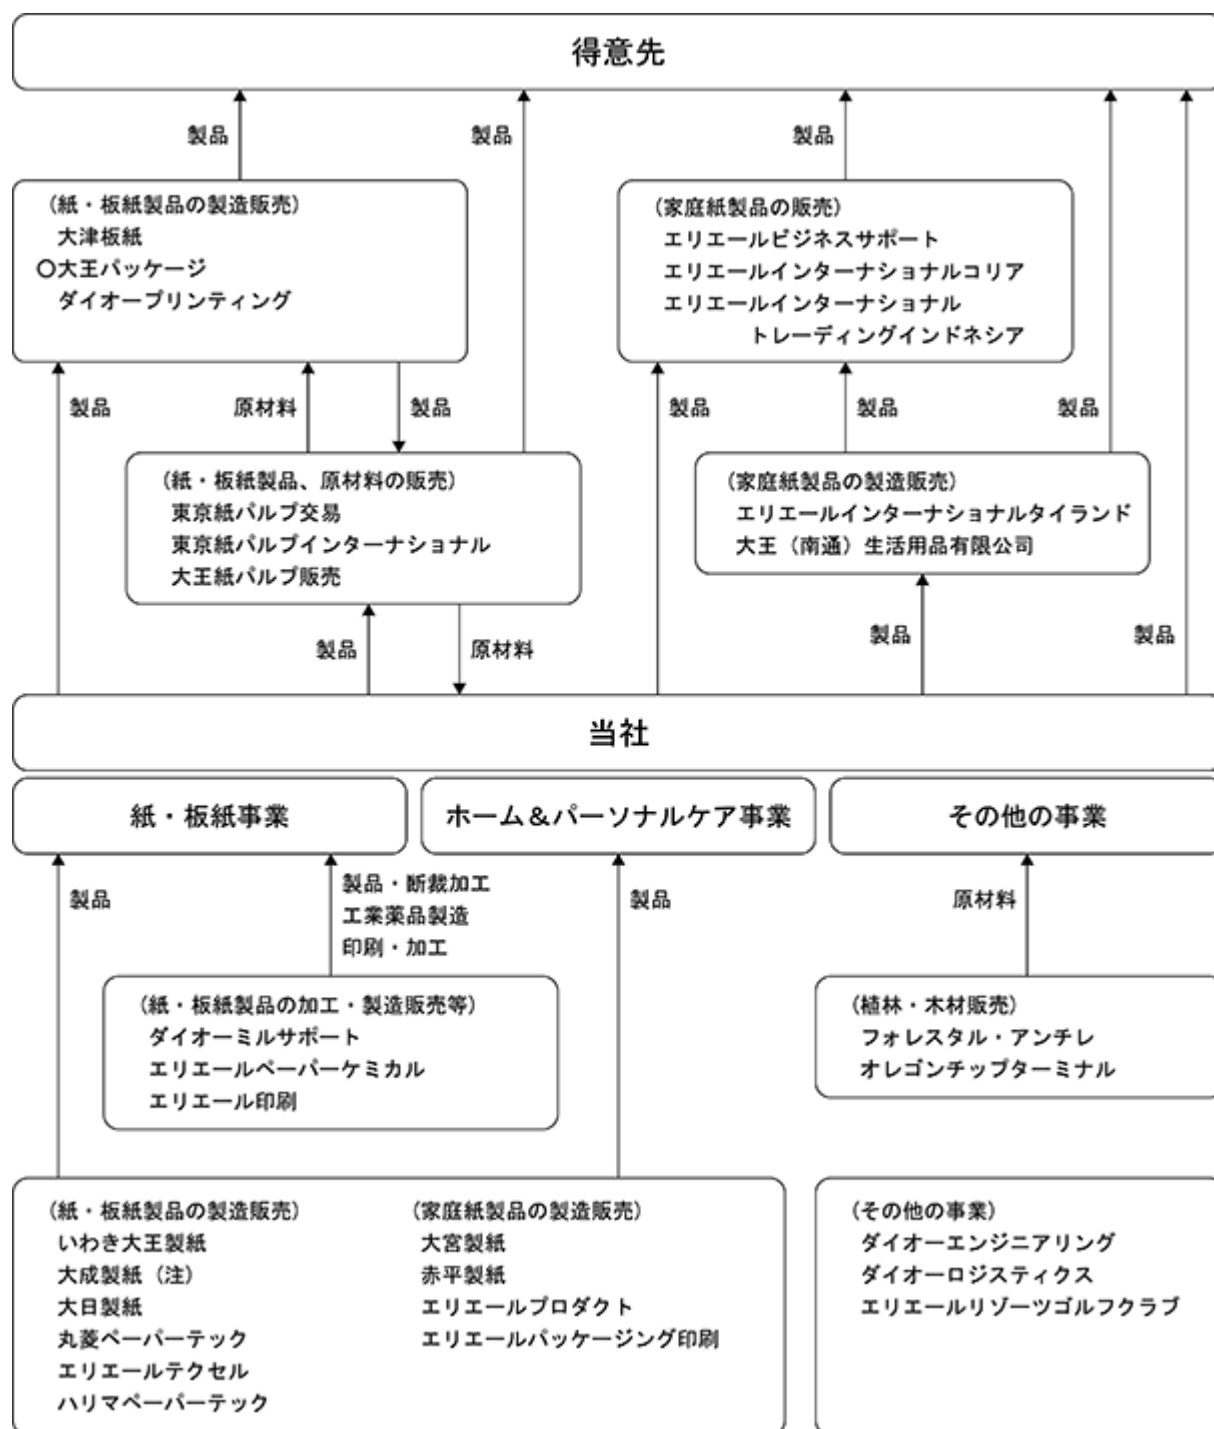 得意先
製品
製品
製品
(紙・板紙製品の製造販売)
大津板紙
○大王パッケージ
ダイオープリンティング
(家庭紙製品の販売)
エリエールビジネスサポート
エリエールインターナショナルコリア
エリエールインターナショナル
トレーディングインドネシア
製品
原材料
製品
製品
製品
製品
(紙・板紙製品、原材料の販売)
東京紙パルプ交易
東京紙パルプインターナショナル
大王紙パルプ販売
(家庭紙製品の製造販売)
エリエールインターナショナルタイランド
大王（南通）生活用品有限公司
製品
原材料
製品
製品
当社
紙・板紙事業
ホーム＆パーソナルケア事業
その他の事業
製品
製品・断裁加工
工業薬品製造
印刷・加工
製品
原材料
(紙・板紙製品の加工・製造販売等)
ダイオーミルサポート
エリエールペーパーケミカル
エリエール印刷
(植林・木材販売)
フォレスタル・アンチレ
オレゴンチップターミナル
(紙・板紙製品の製造販売)
いわき大王製紙
大成製紙（注）
大日製紙
丸菱ペーパーテック
エリエールテクセル
ハリマペーパーテック
(家庭紙製品の製造販売)
大宮製紙
赤平製紙
エリエールプロダクト
エリエールパッケージング印刷
(その他の事業)
ダイオーエンジニアリング
ダイオーロジスティクス
エリエールリゾーツゴルフクラブ